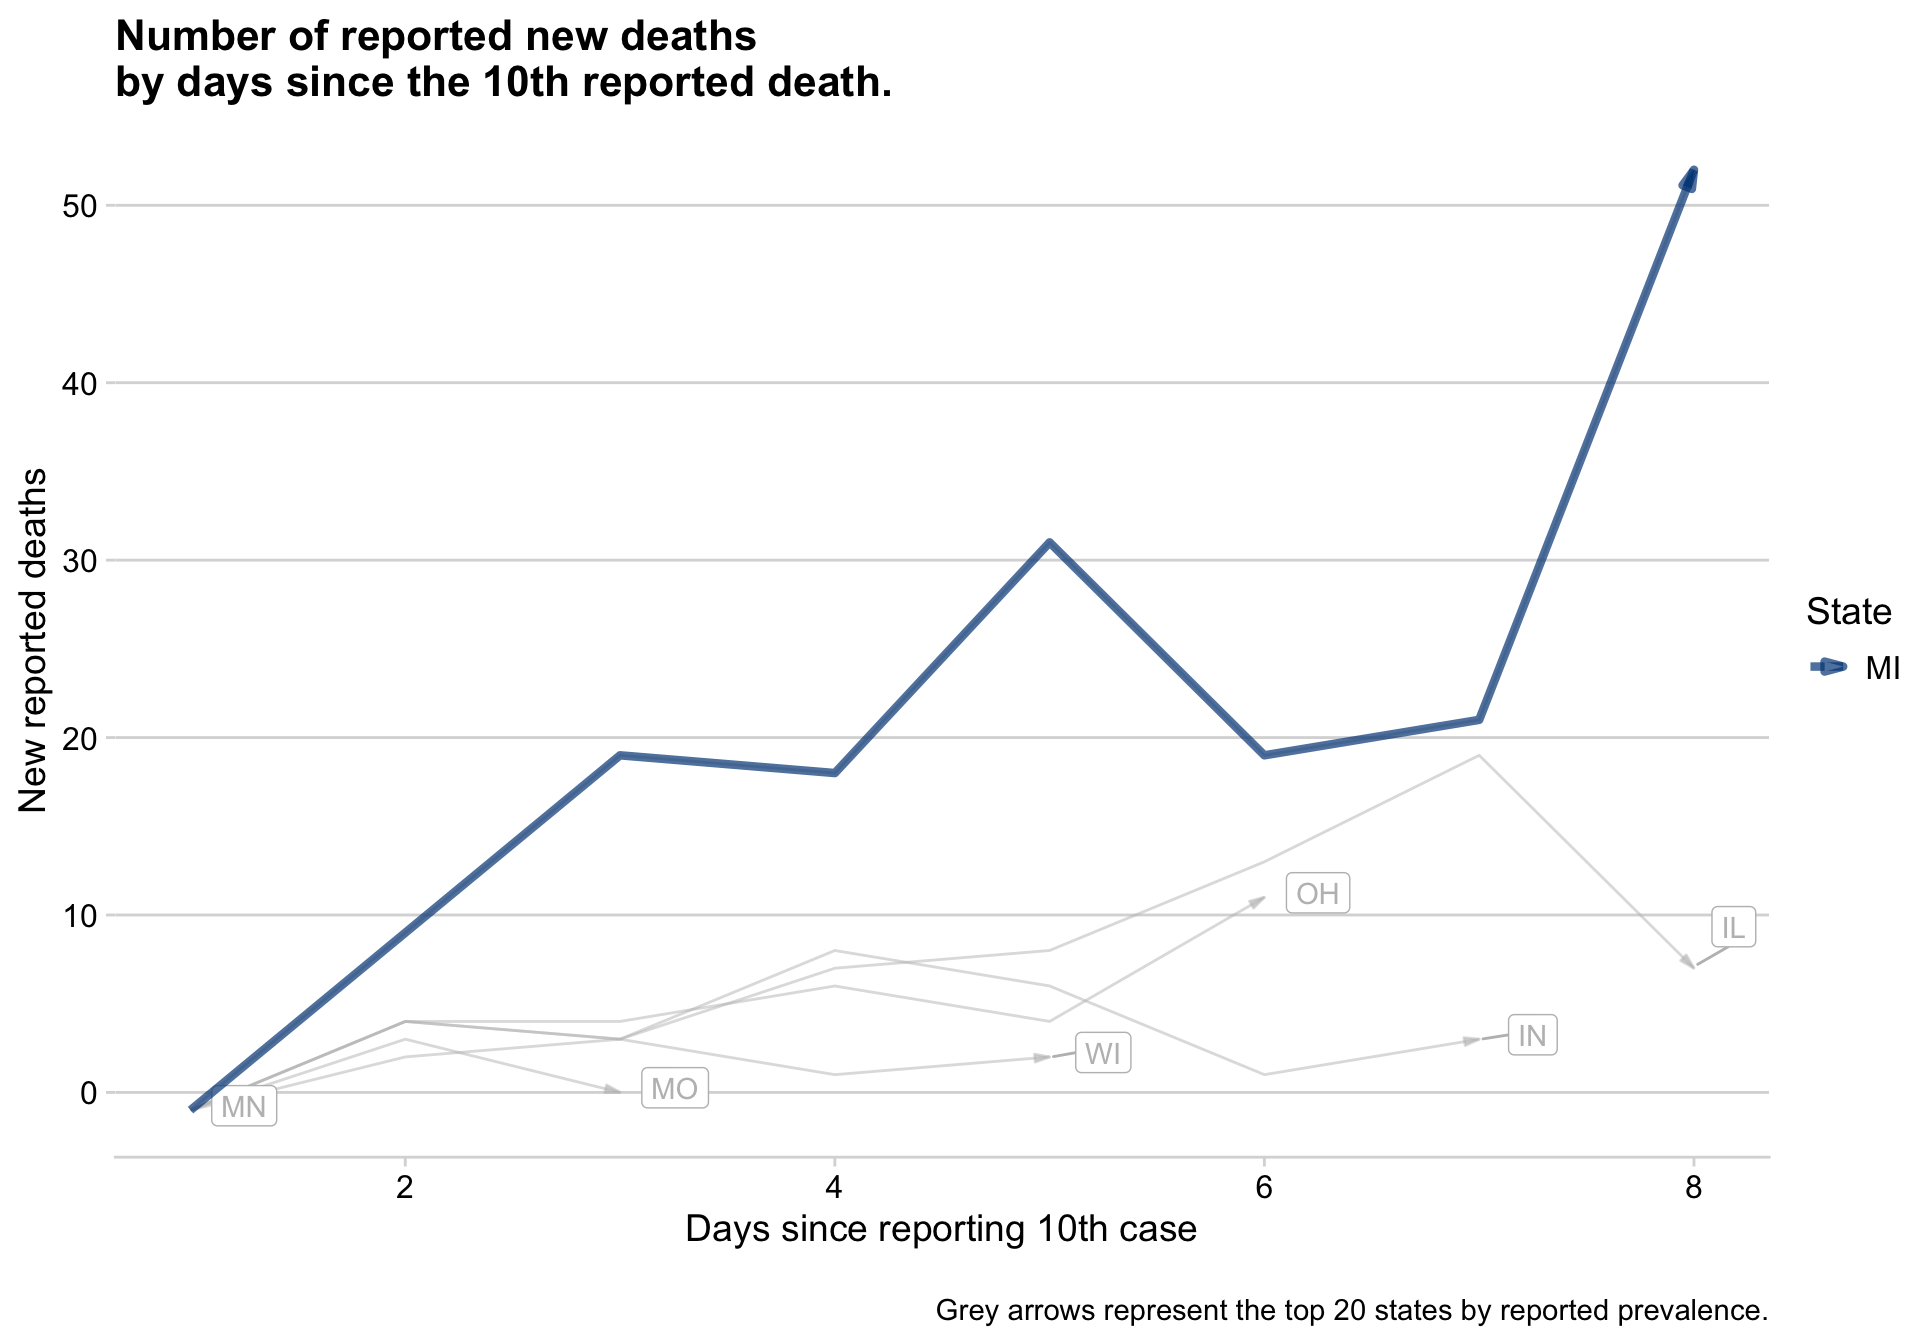 Number of reported new deaths
by days since the 10th reported death.
New reported deaths
50
40
30
20
10
0
MN
MO
WI
OH
IN
IL
State
MI
2
4
6
8
Days since reporting 10th case
Grey arrows represent the top 20 states by reported prevalence.